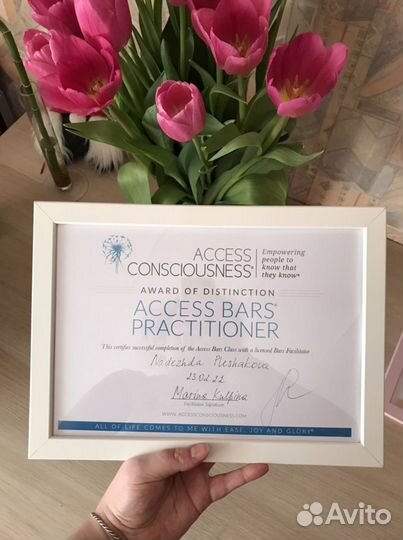 ACCESS
CONSCIOUSNESS®
Empowering
people to
know that
they know®
AWARD OF DISTINCTION
ACCESS BARS®
PRACTITIONER
This certifies successful completion of the Access Bars Class with a licensed Bars Facilitator
Nadezhda Pleshakova
23.02.22
Marina Kulpina
Facilitator Signature
WWW.ACCESSCONSCIOUSNESS.COM
ALL OF LIFE COMES TO ME WITH EASE, JOY AND GLORY®
Avito